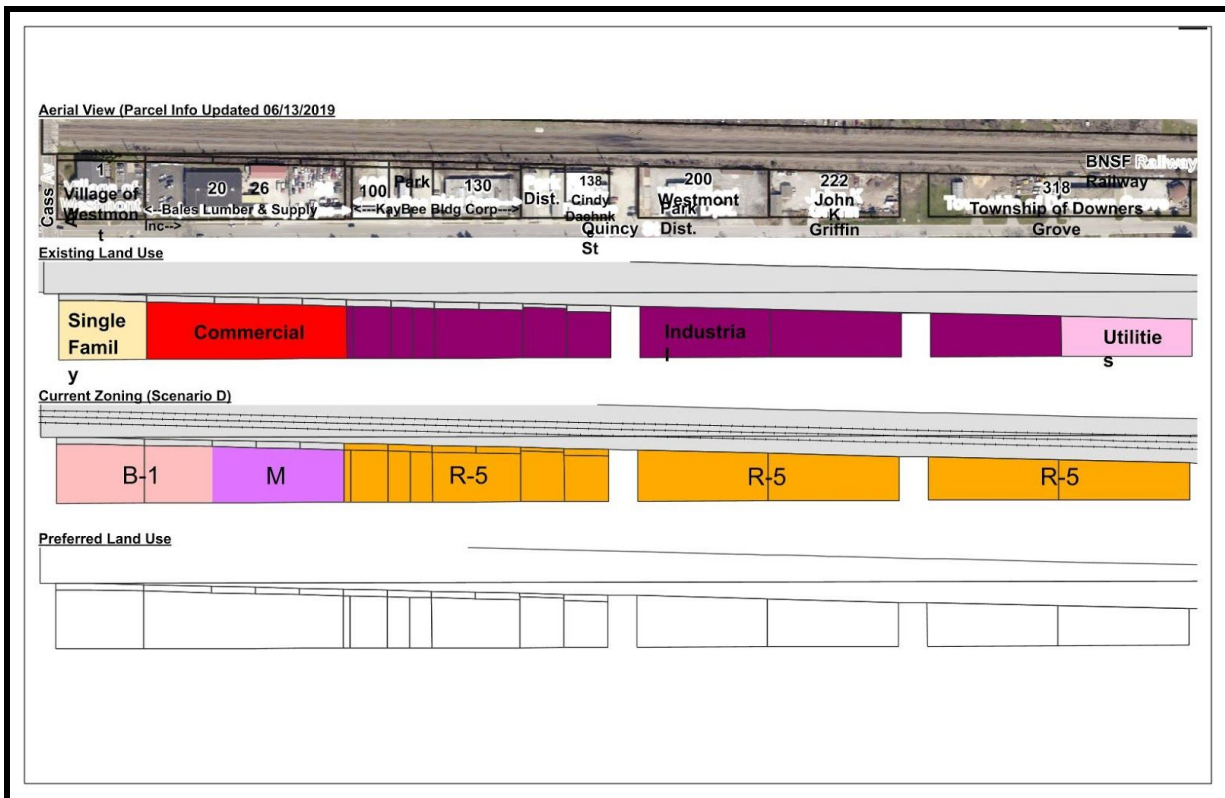 Aerial View (Parcel Info Updated 06/13/2019
Cass Av
1
Village of
Westmon
t
20 26
<--Bales Lumber & Supply
Inc-->
100
Park
130
<---KayBee Bldg Corp--->
Dist.
138
Cindy
Quincy
St
200
Westmont
Park
Dist.
222
John
K
Griffin
318
Township of Downers
Grove
BNSF Railway
Railway
Existing Land Use
Single
Famil
y
Commercial
Industria
l
Utilitie
s
Current Zoning (Scenario D)
B-1
M
R-5
R-5
R-5
Preferred Land Use